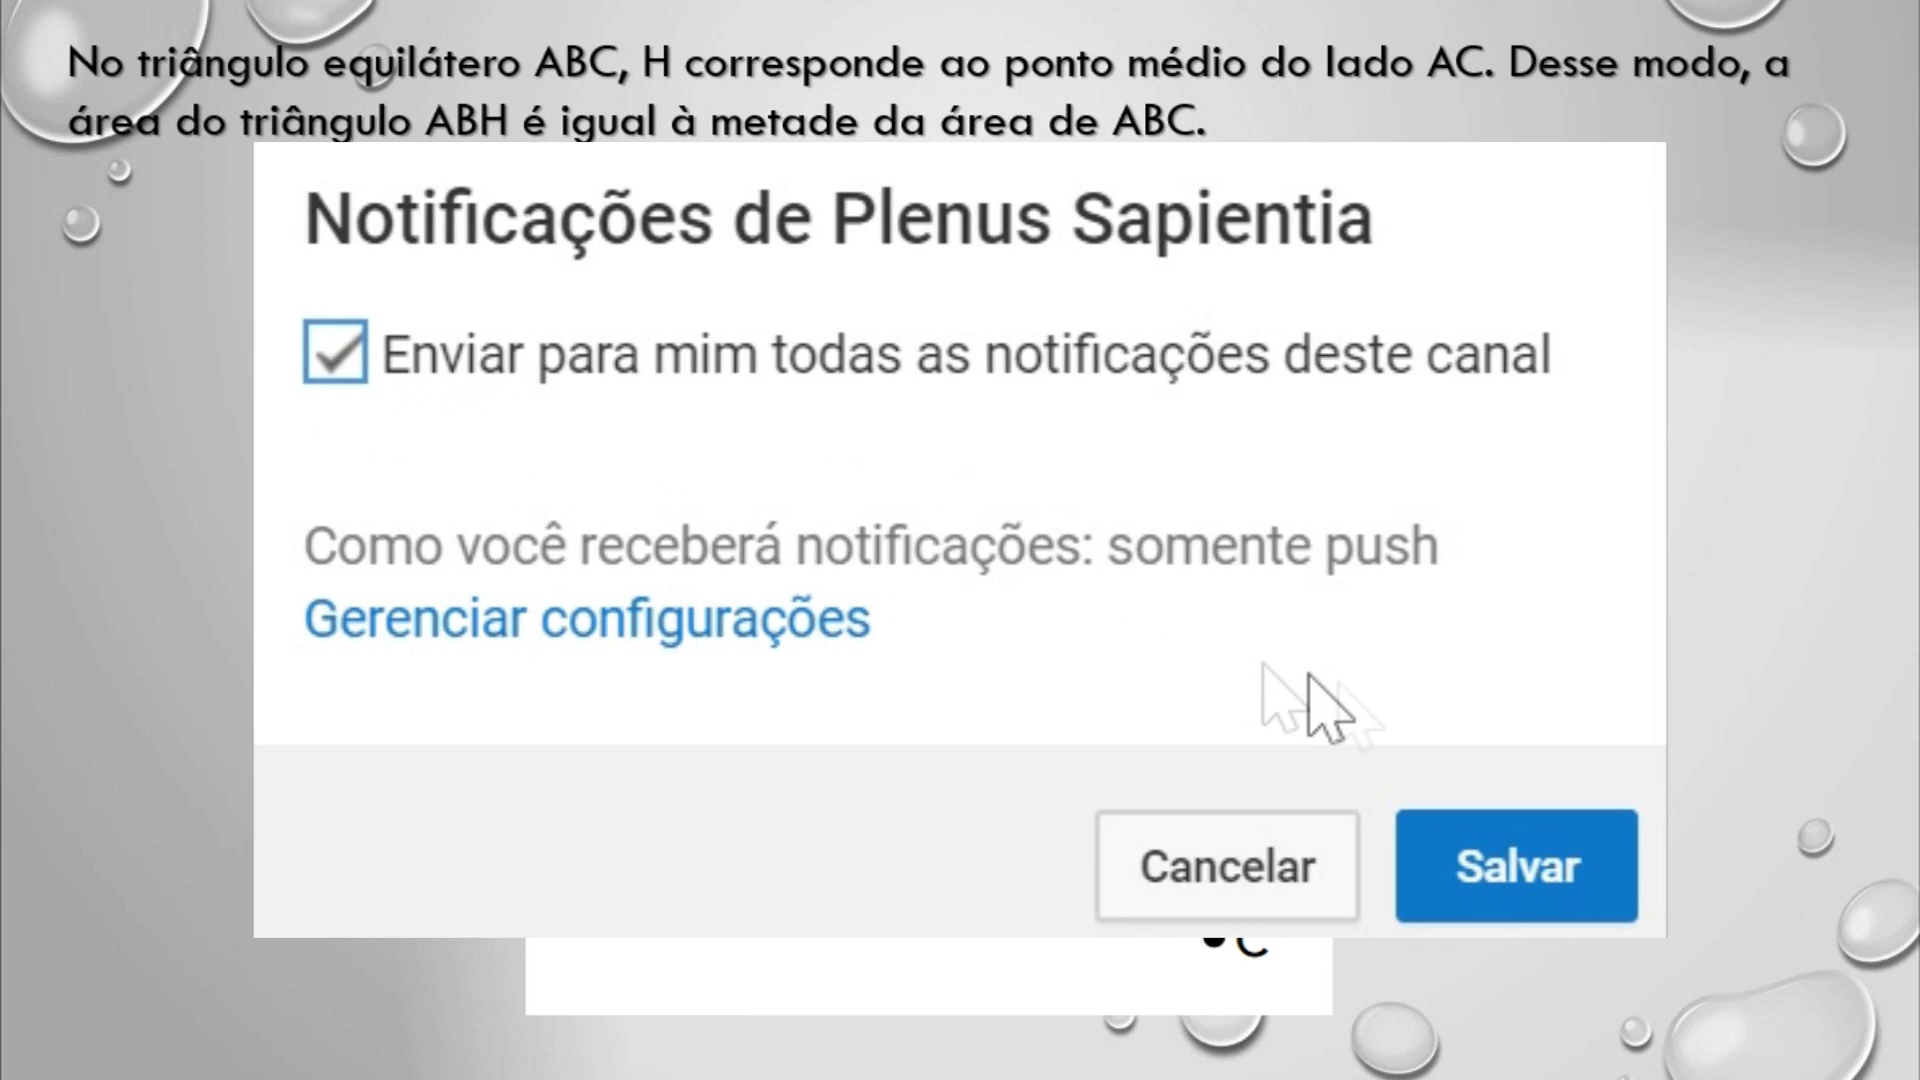 No triângulo equilátero ABC, H corresponde ao ponto médio do lado AC. Desse modo, a
área do triângulo ABH é igual à metade da área de ABC.
Notificações de Plenus Sapientia
Enviar para mim todas as notificações deste canal
Como você receberá notificações: somente push
Gerenciar configurações
Cancelar
Salvar